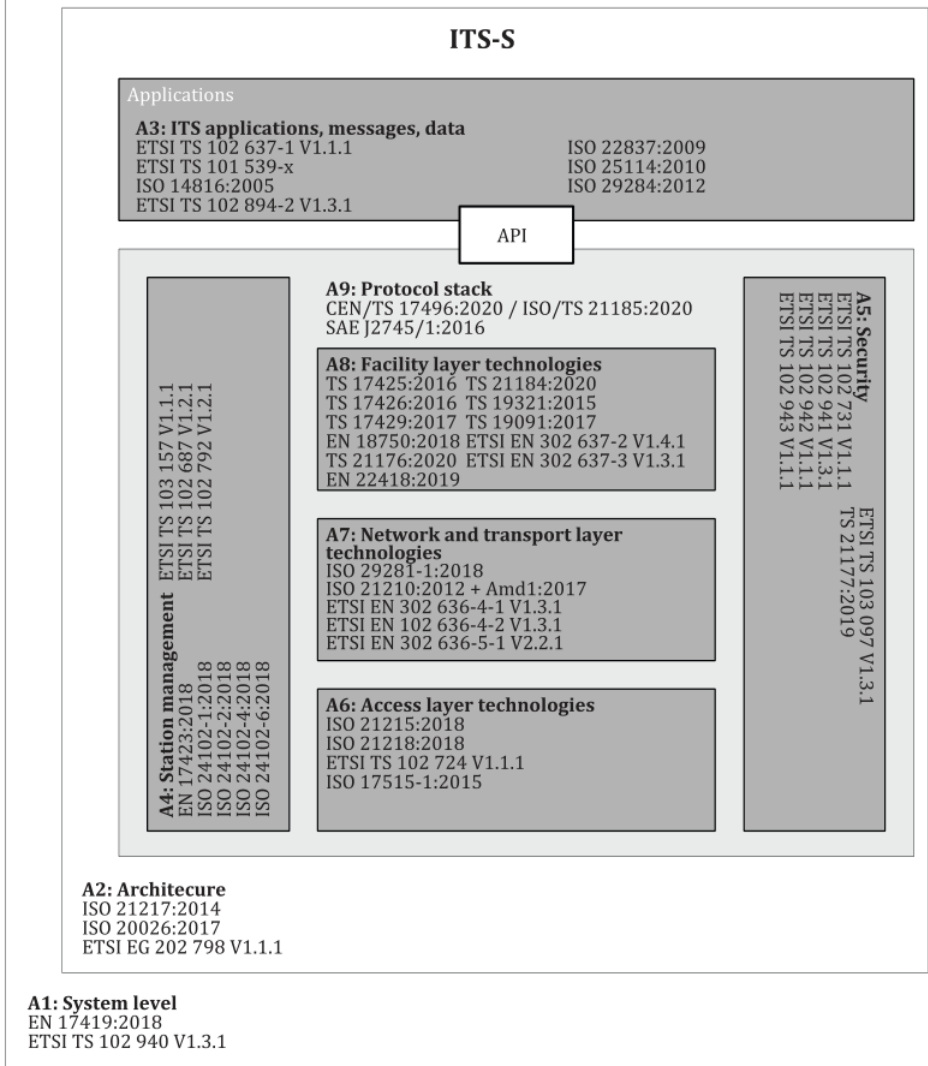 ITS-S
Applications
A3: ITS applications, messages, data
ETSI TS 102 637-1 V1.1.1
ETSI TS 101 539-x
ISO 14816:2005
ETSI TS 102 894-2 V1.3.1
ISO 22837:2009
ISO 25114:2010
ISO 29284:2012
API
A4: Station management
EN 17423:2018
ISO 24102-1:2018
ISO 24102-2:2018
ISO 24102-4:2018
ISO 24102-6:2018
ETSI TS 103 157 V1.1.1
ETSI TS 102 687 V1.2.1
ETSI TS 102 792 V1.2.1
A9: Protocol stack
CEN/TS 17496:2020 / ISO/TS 21185:2020
SAE J2745/1:2016
A8: Facility layer technologies
TS 17425:2016 TS 21184:2020
TS 17426:2016 TS 19321:2015
TS 17429:2017 TS 19091:2017
EN 18750:2018 ETSI EN 302 637-2 V1.4.1
TS 21176:2020 ETSI EN 302 637-3 V1.3.1
EN 22418:2019
A7: Network and transport layer
technologies
ISO 29281-1:2018
ISO 21210:2012 + Amd1:2017
ETSI EN 302 636-4-1 V1.3.1
ETSI EN 102 636-4-2 V1.3.1
ETSI EN 302 636-5-1 V2.2.1
A6: Access layer technologies
ISO 21215:2018
ISO 21218:2018
ETSI TS 102 724 V1.1.1
ISO 17515-1:2015
A5: Security
ETSI TS 102 731 V1.1.1
ETSI TS 102 941 V1.3.1
ETSI TS 102 942 V1.1.1
ETSI TS 102 943 V1.1.1
ETSI TS 103 097 V1.3.1
TS 21177:2019
A2: Architecure
ISO 21217:2014
ISO 20026:2017
ETSI EG 202 798 V1.1.1
A1: System level
EN 17419:2018
ETSI TS 102 940 V1.3.1